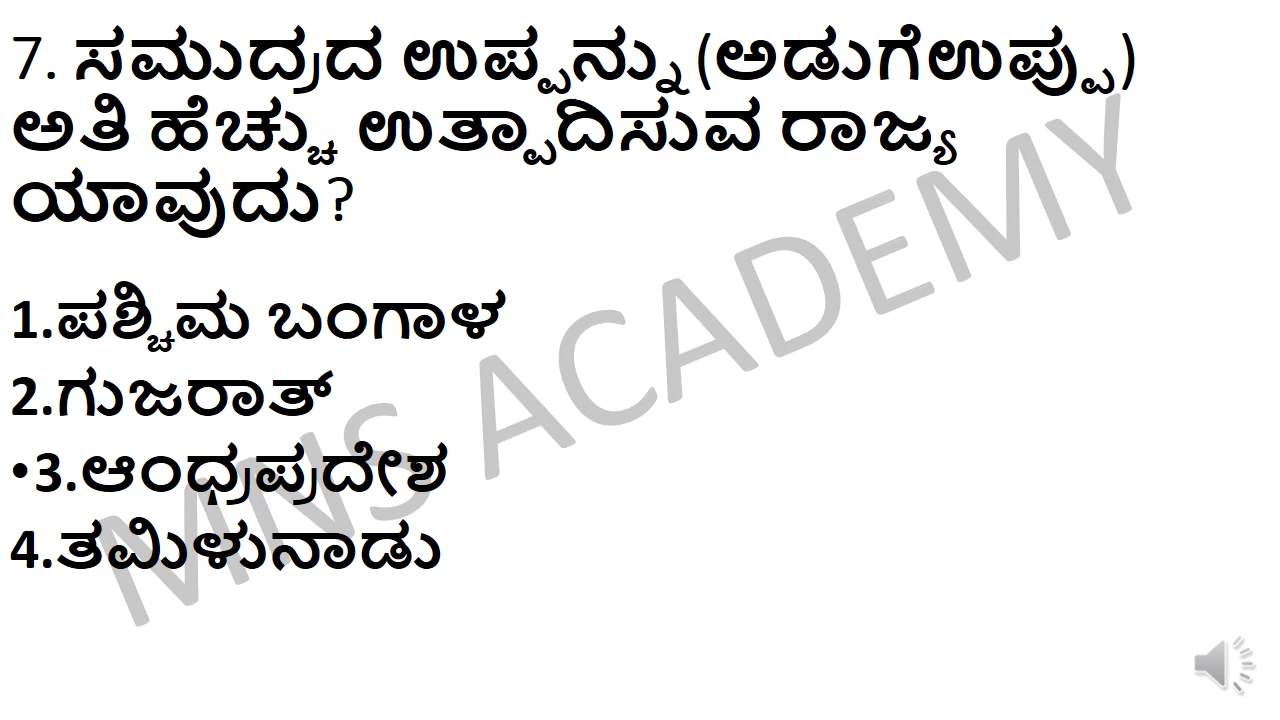 7. ಸಮುದ್ರದ ಉಪ್ಪನ್ನು (ಅಡುಗೆಉಪ್ಪು)
ಅತಿ ಹೆಚ್ಚು ಉತ್ಪಾದಿಸುವ ರಾಜ್ಯ
ಯಾವುದು?
1.ಪಶ್ಚಿಮ ಬಂಗಾಳ
2.ಗುಜರಾತ್
•3.ಆಂಧ್ರಪ್ರದೇಶ
4.ತಮಿಳುನಾಡು
MNS ACADEMY